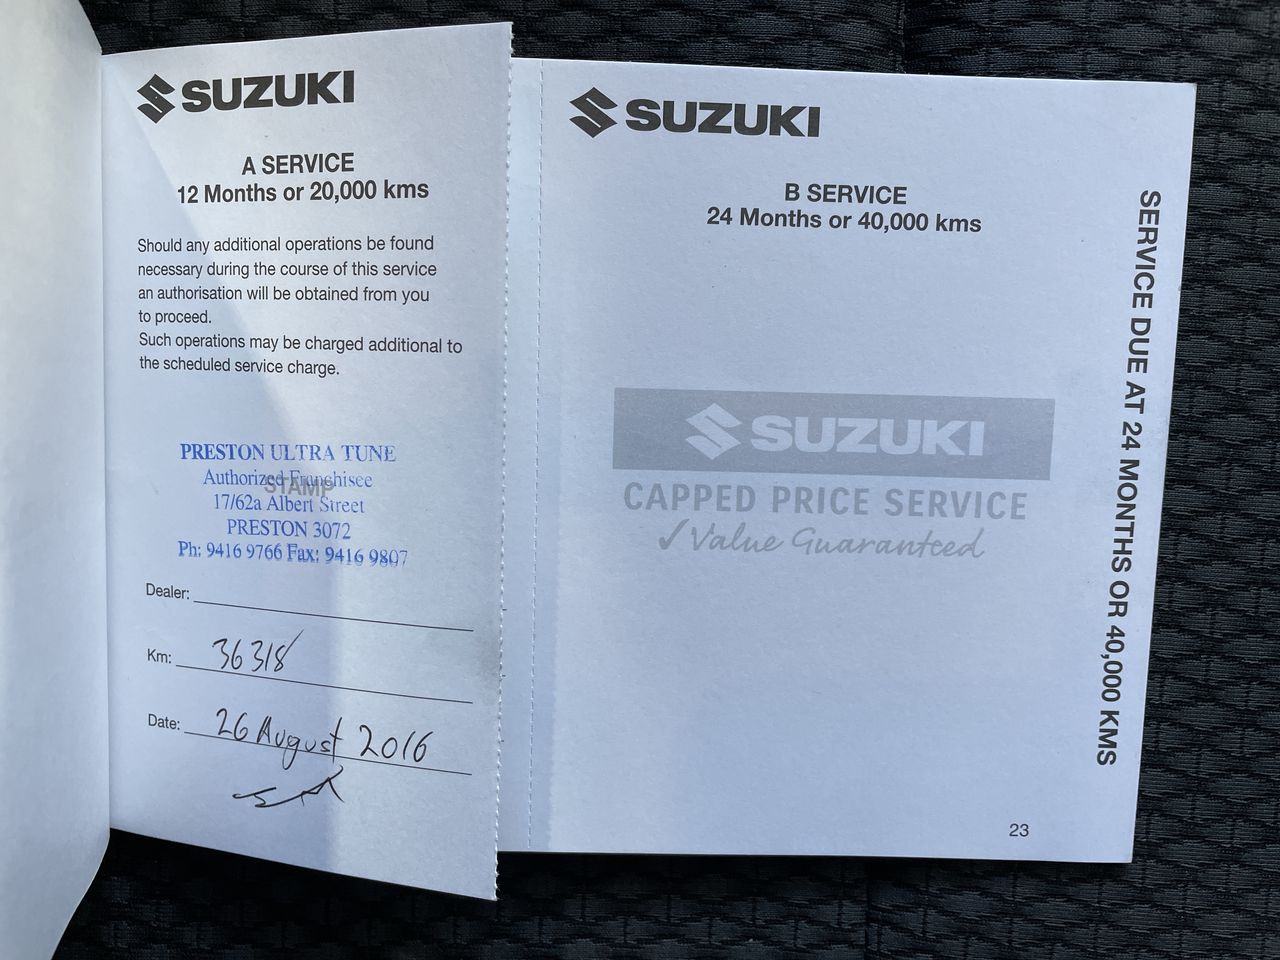 SUZUKI
A SERVICE
12 Months or 20,000 kms
Should any additional operations be found
necessary during the course of this service
an authorisation will be obtained from you
to proceed.
Such operations may be charged additional to
the scheduled service charge.
PRESTON ULTRA TUNE
Authorized Franchisee
STAMP
17/62a Albert Street
PRESTON 3072
Ph: 9416 9766 Fax: 9416 9807
Dealer:
Km: 36318
Date: 26 August 2016
SUZUKI
B SERVICE
24 Months or 40,000 kms
SUZUKI
CAPPED PRICE SERVICE
✓Value Guaranteed
23
SERVICE DUE AT 24 MONTHS OR 40,000 KMS